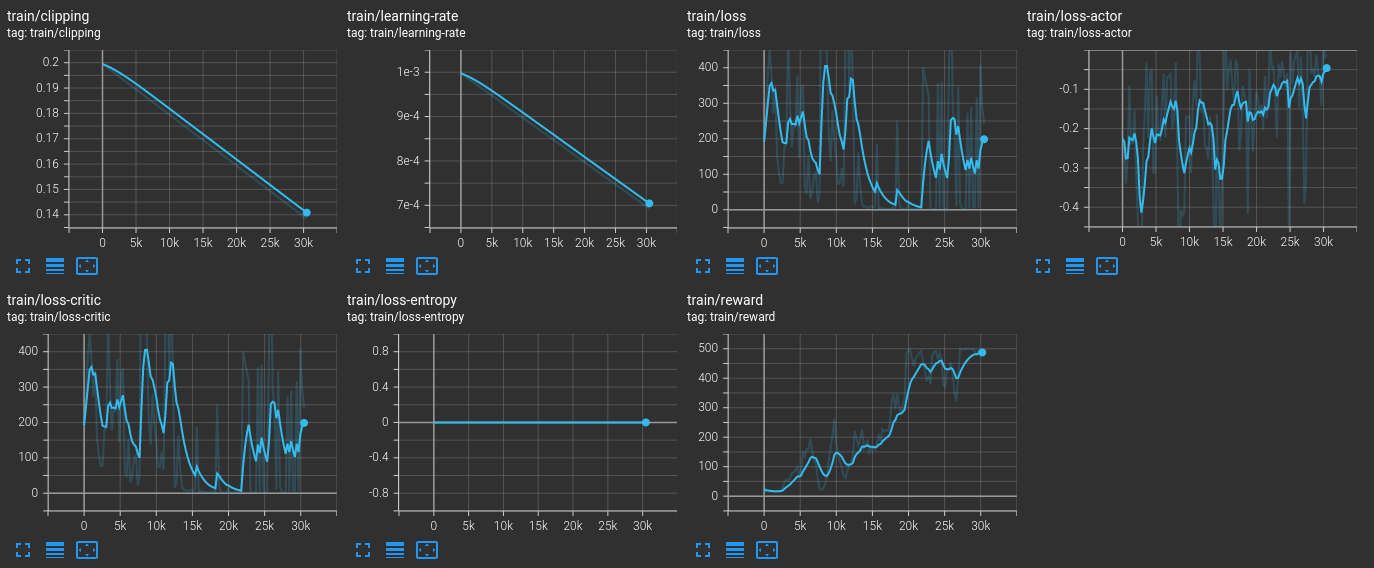 train/clipping
tag: train/clipping
0.2
0.19
0.18
0.17
0.16
0.15
0.14
0 5k 10k 15k 20k 25k 30k
train/learning-rate
tag: train/learning-rate
1e-3
9e-4
8e-4
7e-4
0 5k 10k 15k 20k 25k 30k
train/loss
tag: train/loss
400
300
200
100
0
0 5k 10k 15k 20k 25k 30k
train/loss-actor
tag: train/loss-actor
-0.1
-0.2
-0.3
-0.4
0 5k 10k 15k 20k 25k 30k
train/loss-critic
tag: train/loss-critic
400
300
200
100
0
0 5k 10k 15k 20k 25k 30k
train/loss-entropy
tag: train/loss-entropy
0.8
0.4
0
-0.4
-0.8
0 5k 10k 15k 20k 25k 30k
train/reward
tag: train/reward
500
400
300
200
100
0
0 5k 10k 15k 20k 25k 30k